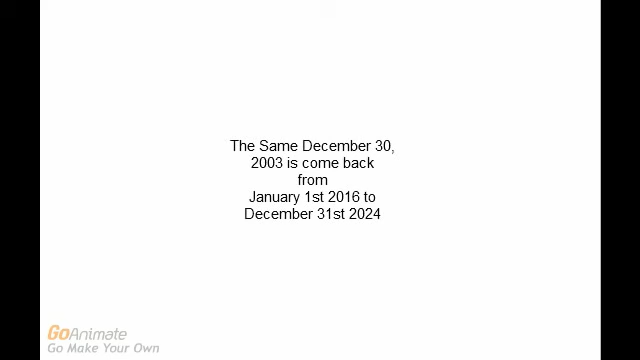 The Same December 30,
2003 is come back
from
January 1st 2016 to
December 31st 2024
GoAnimate
Go Make Your Own